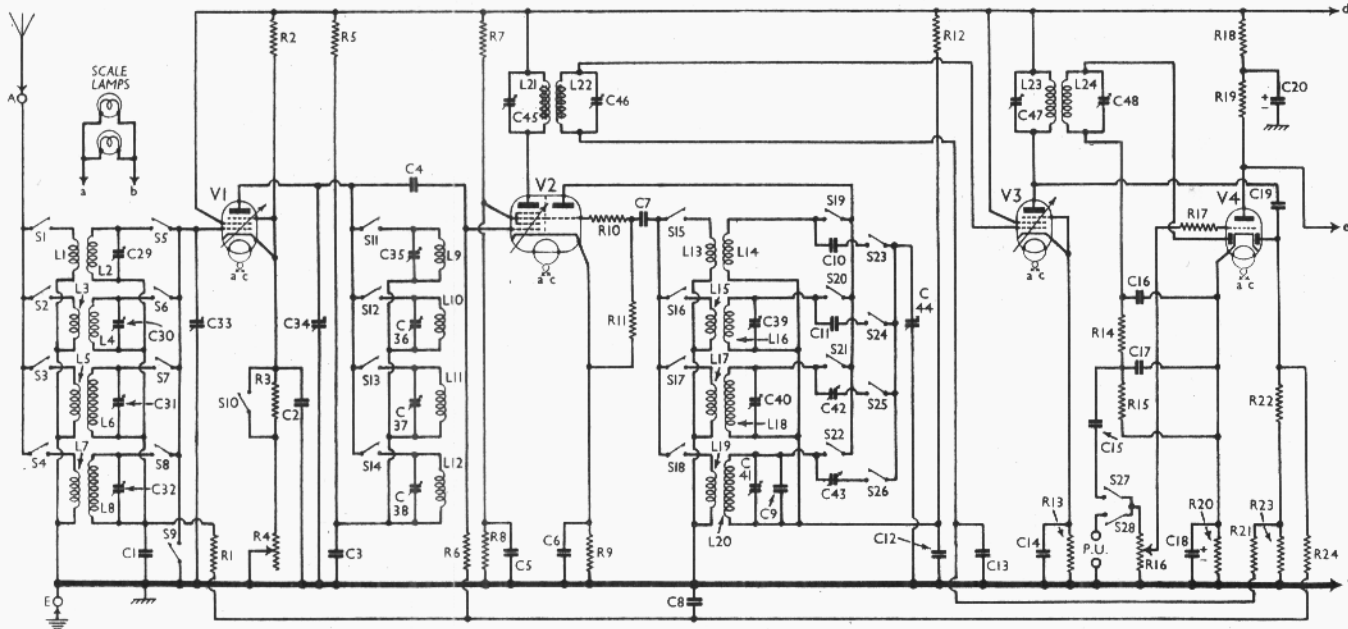 R2
R5
R7
R12
d
R18
SCALE
LAMPS
A
a
b
L21
L22
C45
C46
L23
L24
C47
C48
R19
C20
+
−
V1
C4
V2
V3
V4
C19
e
S1
L1
L2
C29
S5
a c
S11
C35
L9
a c
R10
C7
S15
L13
L14
S19
C10
S23
S20
a c
R17
a c
S2
L3
L4
C30
S6
C33
C34
S12
C
36
L10
R11
S16
L15
L16
C39
C11
S24
C
44
C16
R14
S3
L5
L6
C31
S7
S10
R3
C2
S13
C
37
L11
S17
L17
L18
C40
S21
C42
S25
C17
R15
R22
S4
L7
L8
C32
S8
S14
C
38
L12
S18
L19
L20
C
41
C9
S22
C43
S26
C15
S27
S28
C1
S9
R1
R4
C3
R6
R8
C5
C6
R9
C12
C13
C14
R13
P.U.
R16
C18
+
−
R20
R21
R23
R24
E
C8